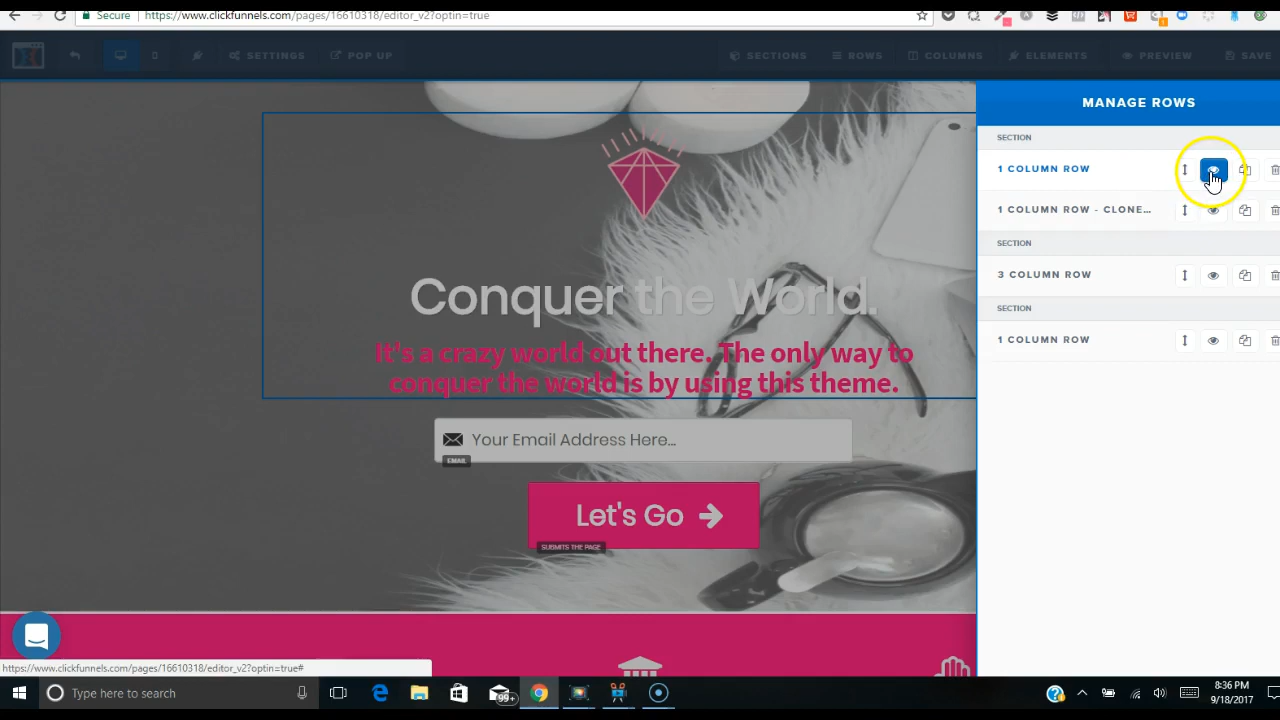 Secure
https://www.clickfunnels.com/pages/16610318/editor_v2?optin=true
SETTINGS
POP UP
SECTIONS
ROWS
COLUMNS
ELEMENTS
PREVIEW
SAVE
MANAGE ROWS
SECTION
1 COLUMN ROW
1 COLUMN ROW - CLONE...
SECTION
3 COLUMN ROW
SECTION
1 COLUMN ROW
Conquer the World.
It's a crazy world out there. The only way to
conquer the world is by using this theme.
Your Email Address Here...
EMAIL
Let's Go
SUBMITS THE PAGE
https://www.clickfunnels.com/pages/16610318/editor_v2?optin=true#
Type here to search
99+
8:36 PM
9/18/2017